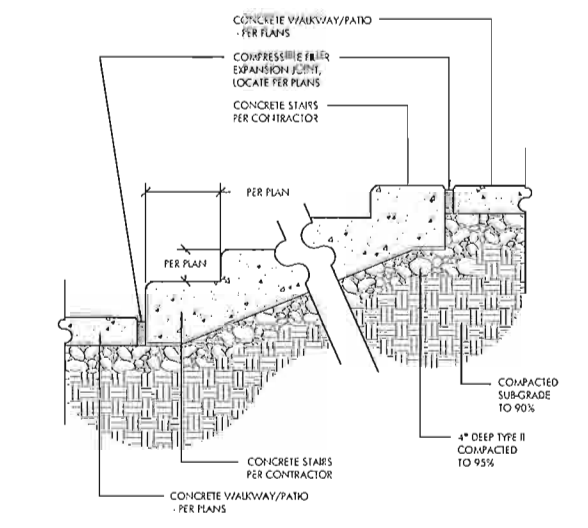 CONCRETE WALKWAY/PATIO
- PER PLANS
COMPRESSIBLE FILLER
EXPANSION JOINT,
LOCATE PER PLANS
CONCRETE STAIRS
PER CONTRACTOR
PER PLAN
PER PLAN
COMPACTED
SUB-GRADE
TO 90%
4" DEEP TYPE II
COMPACTED
TO 95%
CONCRETE STAIRS
PER CONTRACTOR
CONCRETE WALKWAY/PATIO
- PER PLANS